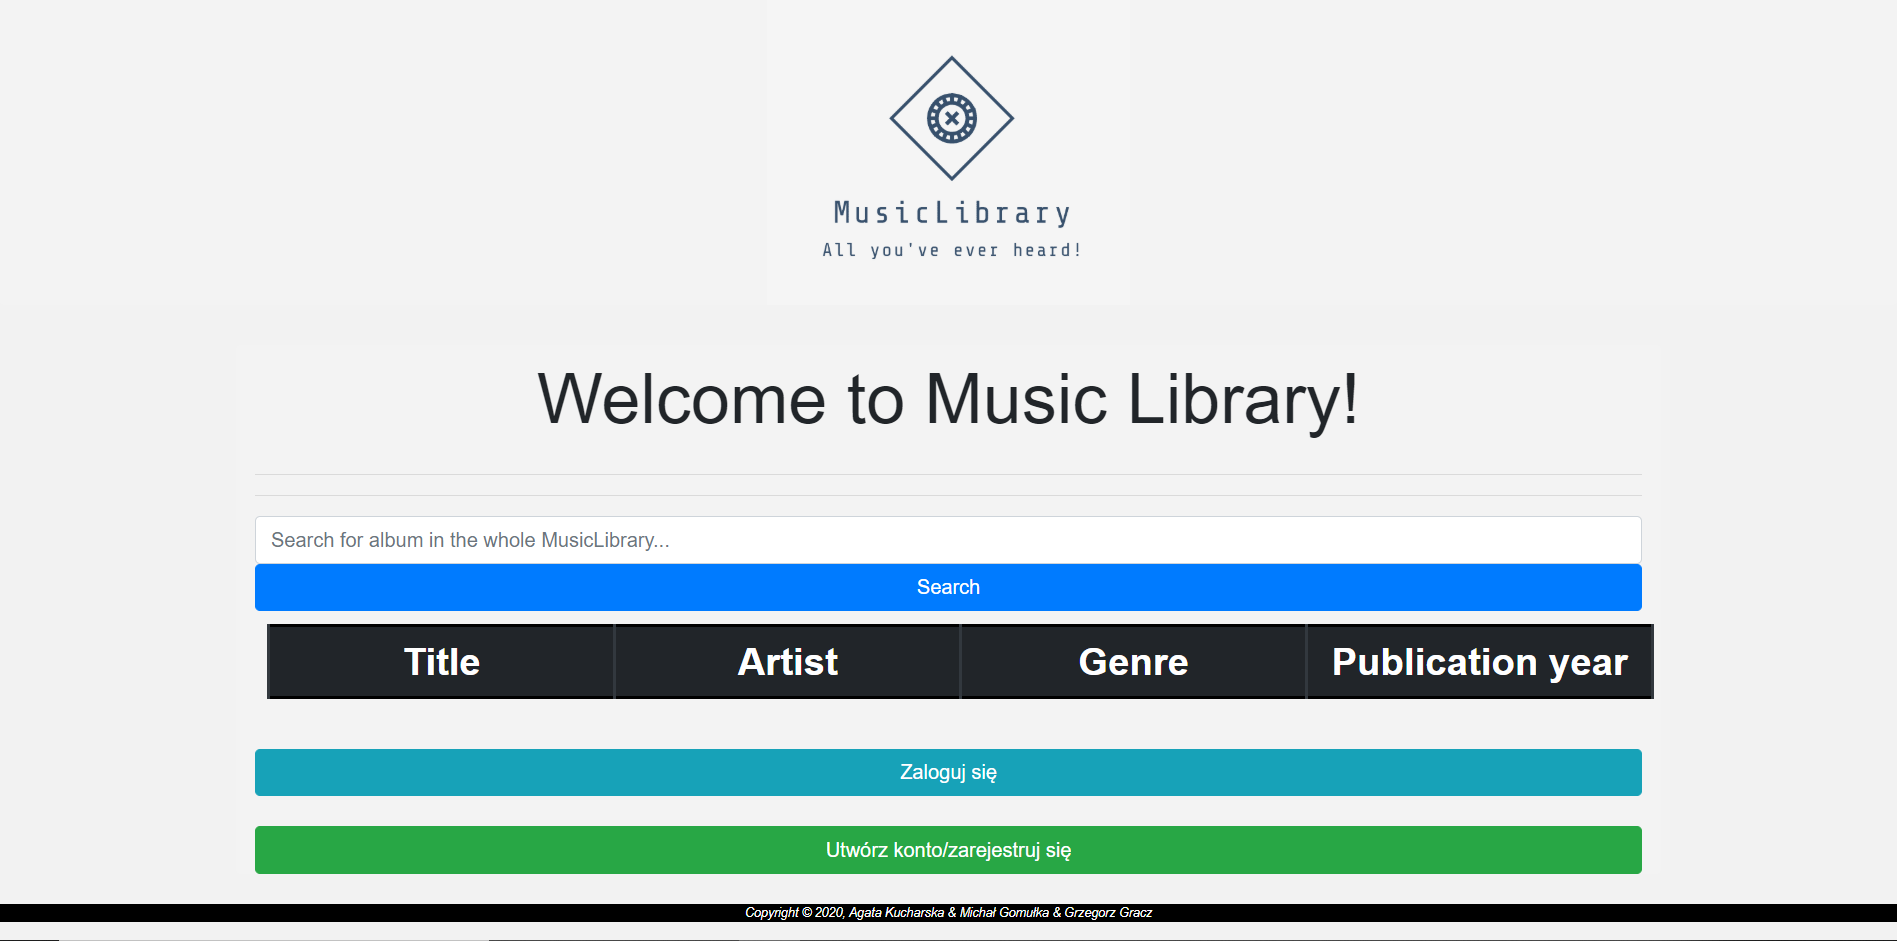 MusicLibrary
All you've ever heard!
Welcome to Music Library!
Search for album in the whole MusicLibrary...
Search
Title Artist Genre Publication year
Zaloguj się
Utwórz konto/zarejestruj się
Copyright © 2020, Agata Kucharska & Michał Gomułka & Grzegorz Gracz